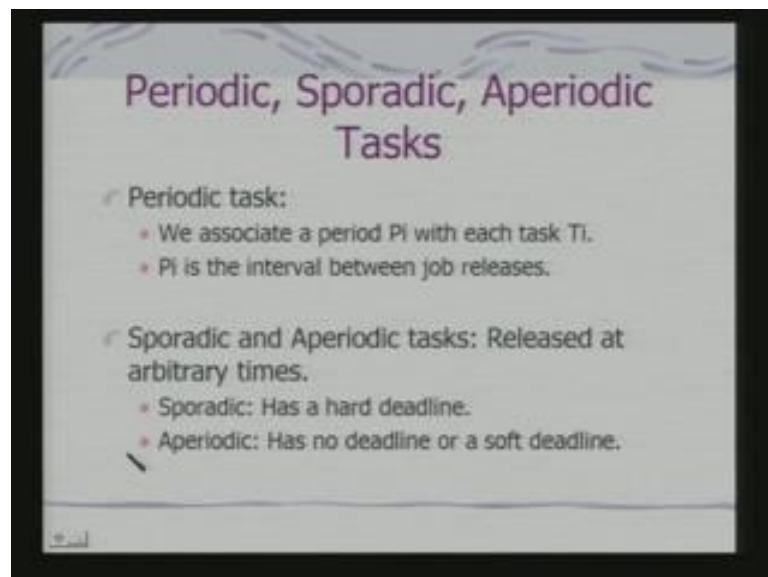 Periodic, Sporadic, Aperiodic
Tasks
Periodic task:
We associate a period Pi with each task Ti.
Pi is the interval between job releases.
Sporadic and Aperiodic tasks: Released at
arbitrary times.
Sporadic: Has a hard deadline.
Aperiodic: Has no deadline or a soft deadline.